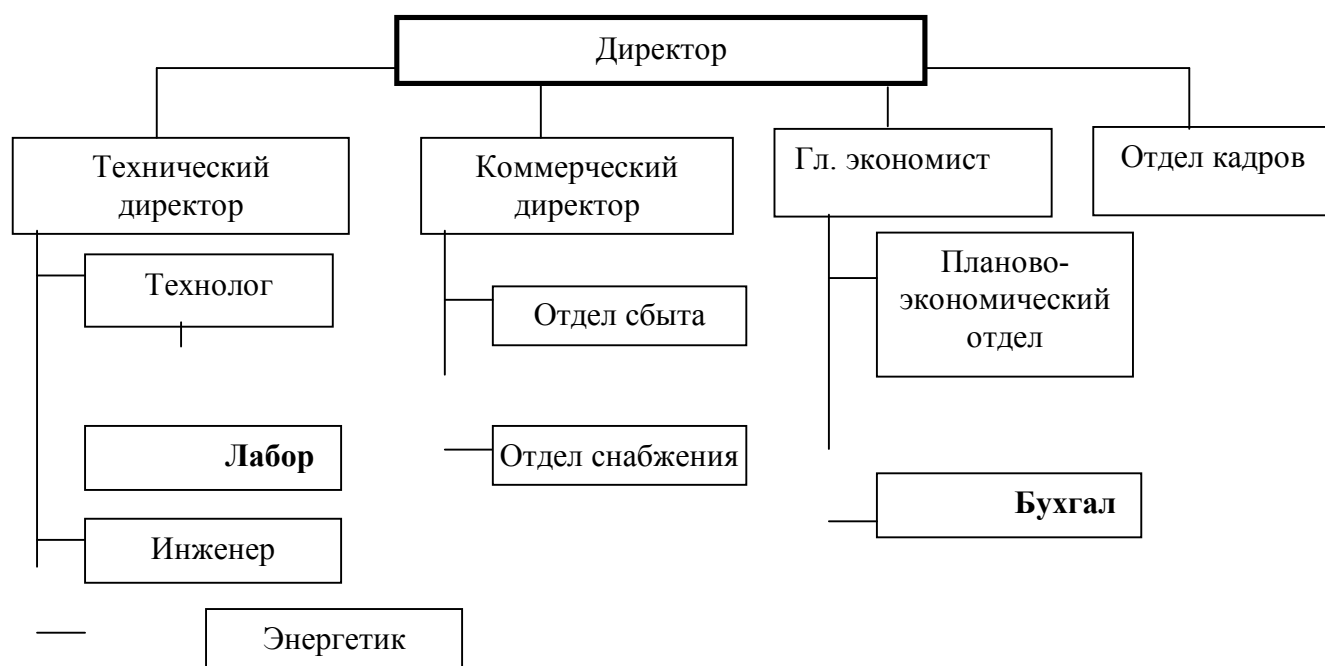 Директор
Технический
директор
Коммерческий
директор
Гл. экономист
Отдел кадров
Технолог
Отдел сбыта
Планово-
экономический
отдел
Лабор
Отдел снабжения
Бухгал
Инженер
Энергетик